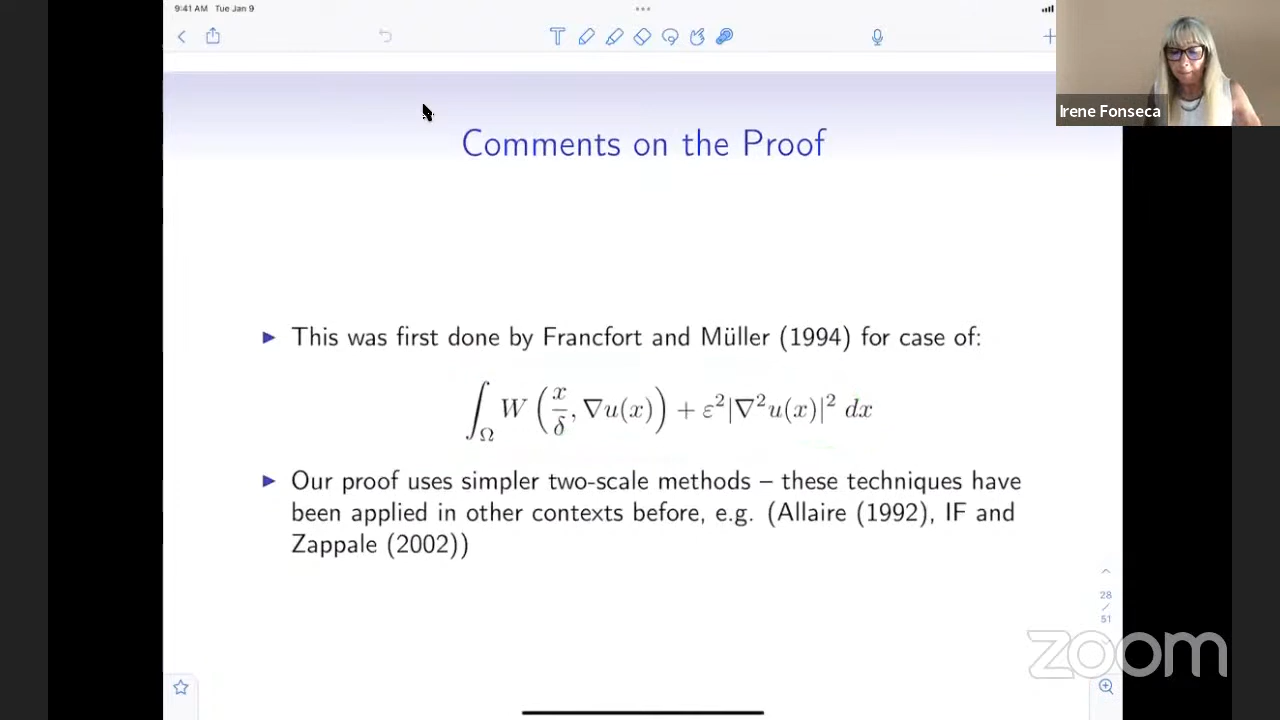 9:41 AM Tue Jan 9
Irene Fonseca
Comments on the Proof
This was first done by Francfort and Müller (1994) for case of:
∫_Ω W (x/δ, ∇u(x)) + ε²|∇²u(x)|² dx
Our proof uses simpler two-scale methods – these techniques have
been applied in other contexts before, e.g. (Allaire (1992), IF and
Zappale (2002))
28
/
51
zoom